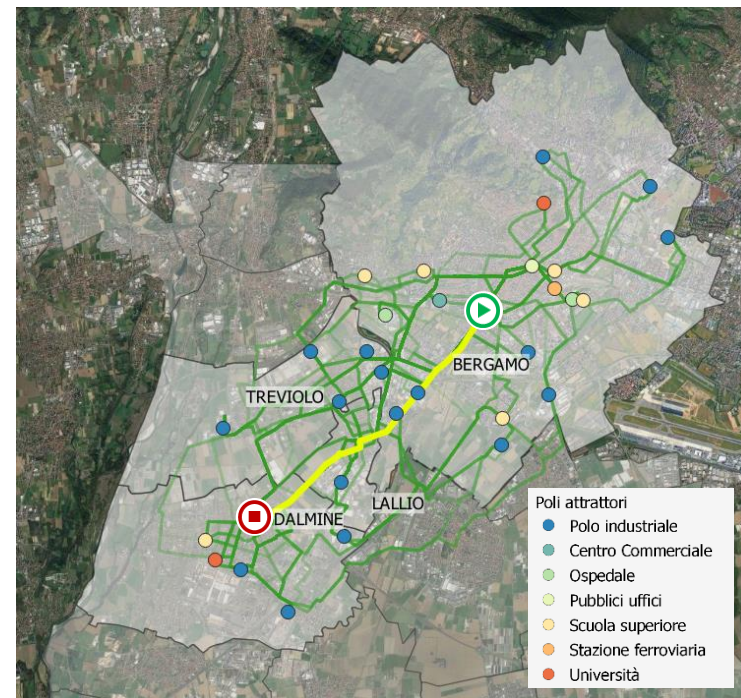 BERGAMO
TREVIOLO
LALLIO
DALMINE
Poli attrattori
Polo industriale
Centro Commerciale
Ospedale
Pubblici uffici
Scuola superiore
Stazione ferroviaria
Università